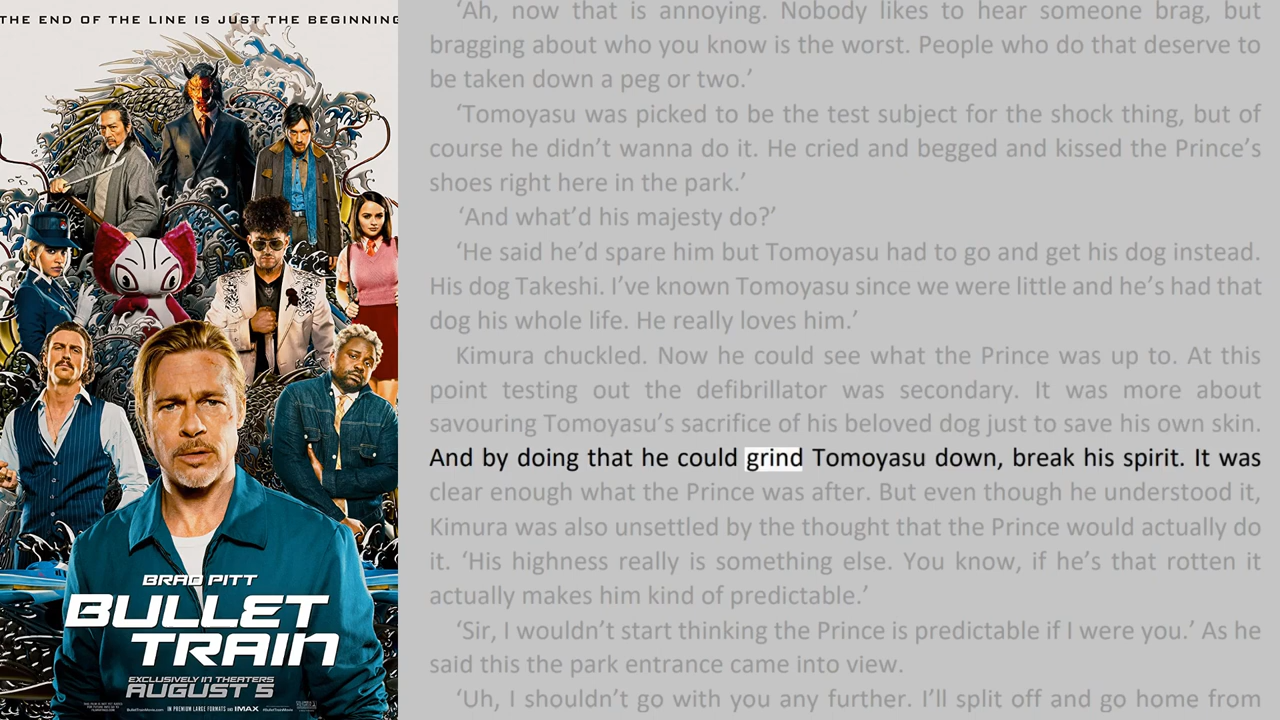 THE END OF THE LINE IS JUST THE BEGINNING
BRAD PITT
BULLET
TRAIN
EXCLUSIVELY IN THEATERS
AUGUST 5
IN PREMIUM LARGE FORMATS AND IMAX
‘Ah, now that is annoying. Nobody likes to hear someone brag, but
bragging about who you know is the worst. People who do that deserve to
be taken down a peg or two.’
‘Tomoyasu was picked to be the test subject for the shock thing, but of
course he didn’t wanna do it. He cried and begged and kissed the Prince’s
shoes right here in the park.’
‘And what’d his majesty do?’
‘He said he’d spare him but Tomoyasu had to go and get his dog instead.
His dog Takeshi. I’ve known Tomoyasu since we were little and he’s had that
dog his whole life. He really loves him.’
Kimura chuckled. Now he could see what the Prince was up to. At this
point testing out the defibrillator was secondary. It was more about
savouring Tomoyasu’s sacrifice of his beloved dog just to save his own skin.
And by doing that he could grind Tomoyasu down, break his spirit. It was
clear enough what the Prince was after. But even though he understood it,
Kimura was also unsettled by the thought that the Prince would actually do
it. ‘His highness really is something else. You know, if he’s that rotten it
actually makes him kind of predictable.’
‘Sir, I wouldn’t start thinking the Prince is predictable if I were you.’ As he
said this the park entrance came into view.
‘Uh, I can’t go with you any further. I’ll split off and go home from